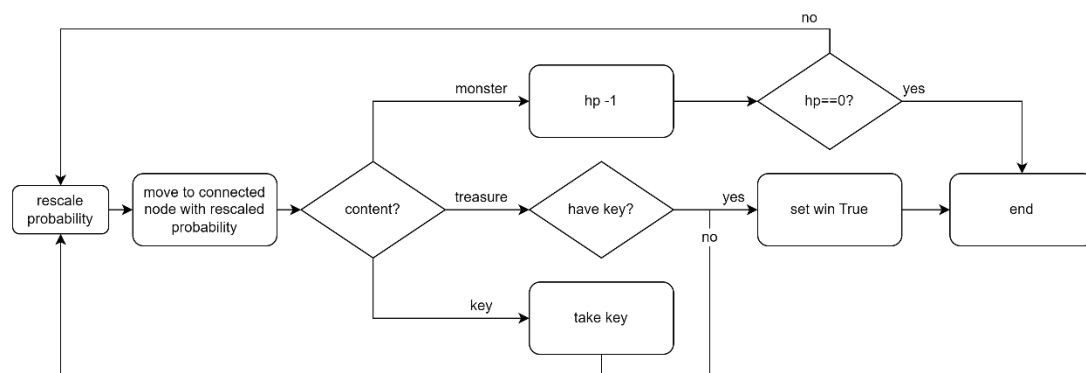 no
monster
hp -1
hp==0?
yes
rescale
probability
move to connected
node with rescaled
probability
content?
treasure
have key?
yes
no
set win True
end
key
take key